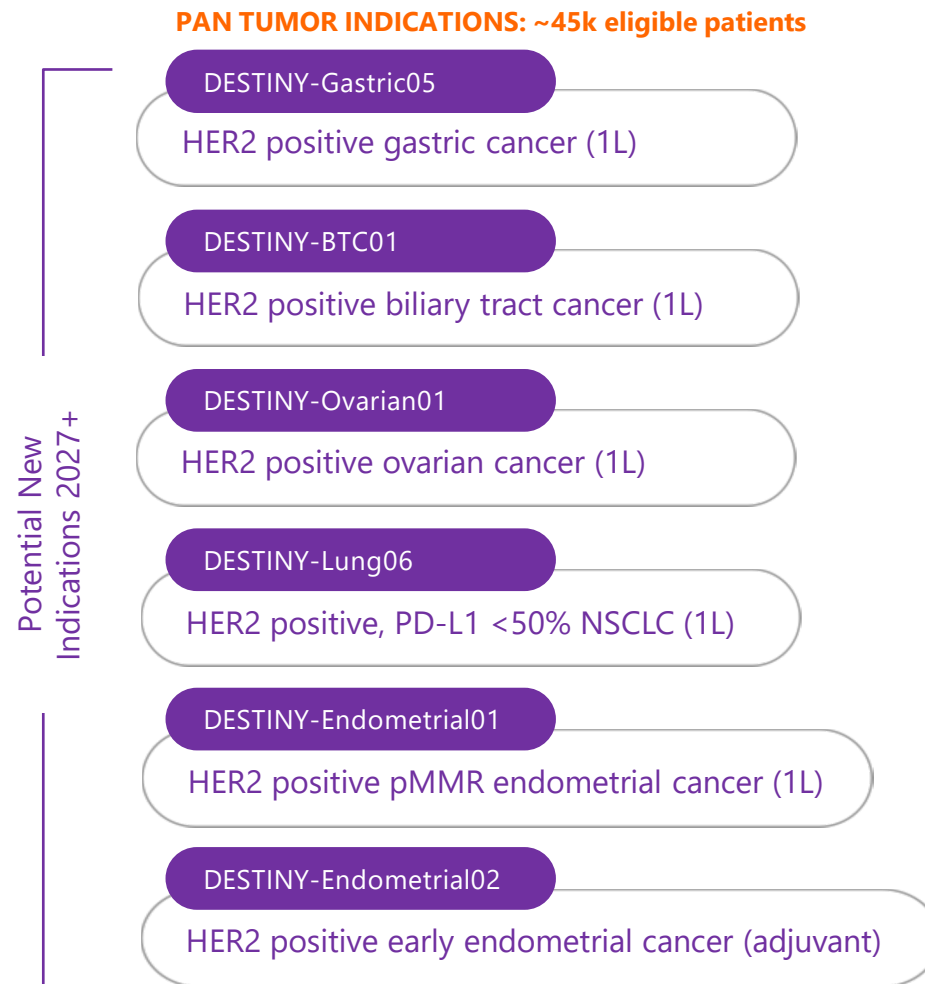 PAN TUMOR INDICATIONS: ~45k eligible patients
DESTINY-Gastric05
HER2 positive gastric cancer (1L)
DESTINY-BTC01
HER2 positive biliary tract cancer (1L)
DESTINY-Ovarian01
HER2 positive ovarian cancer (1L)
DESTINY-Lung06
HER2 positive, PD-L1 <50% NSCLC (1L)
DESTINY-Endometrial01
HER2 positive pMMR endometrial cancer (1L)
DESTINY-Endometrial02
HER2 positive early endometrial cancer (adjuvant)
Potential New
Indications 2027+